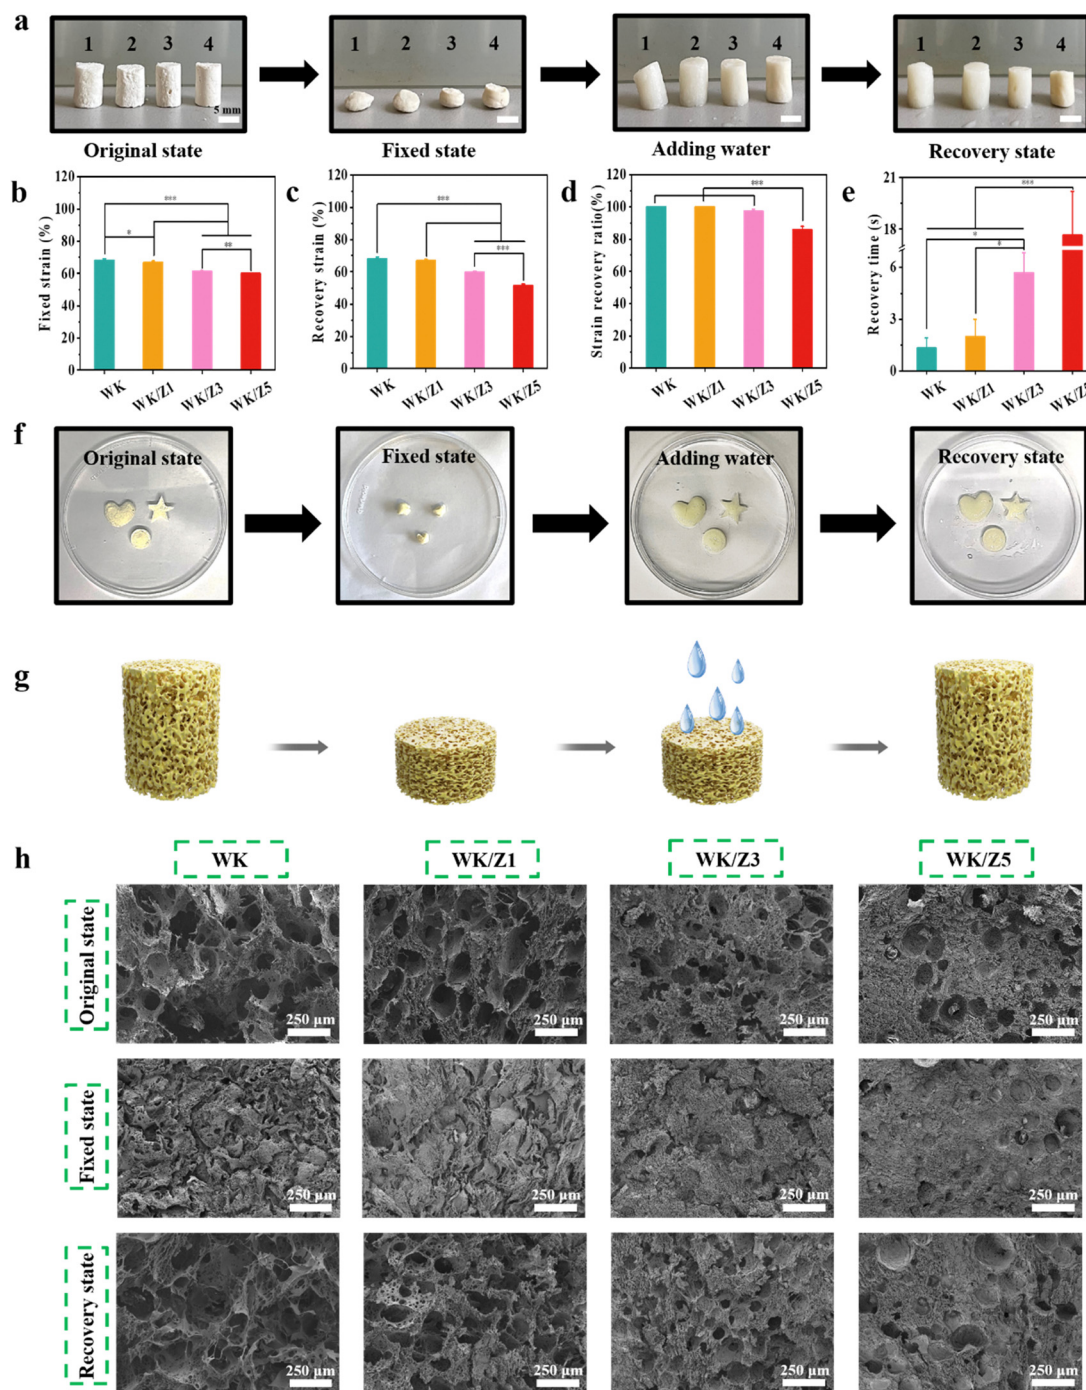 a
1 2 3 4
5 mm
1 2 3 4
1 2 3 4
1 2 3 4
Original state
Fixed state
Adding water
Recovery state
b
Fixed strain (%)
120
100
80
60
40
20
0
***
*
**
WK
WK/Z1
WK/Z3
WK/Z5
c
Recovery strain (%)
120
100
80
60
40
20
0
***
***
WK
WK/Z1
WK/Z3
WK/Z5
d
Strain recovery ratio(%)
120
100
80
60
40
20
0
***
WK
WK/Z1
WK/Z3
WK/Z5
e
Recovery time (s)
21
18
6
3
0
***
*
*
WK
WK/Z1
WK/Z3
WK/Z5
f
Original state
Fixed state
Adding water
Recovery state
g
h
WK
WK/Z1
WK/Z3
WK/Z5
Original state
250 µm
250 µm
250 µm
250 µm
Fixed state
250 µm
250 µm
250 µm
250 µm
Recovery state
250 µm
250 µm
250 µm
250 µm